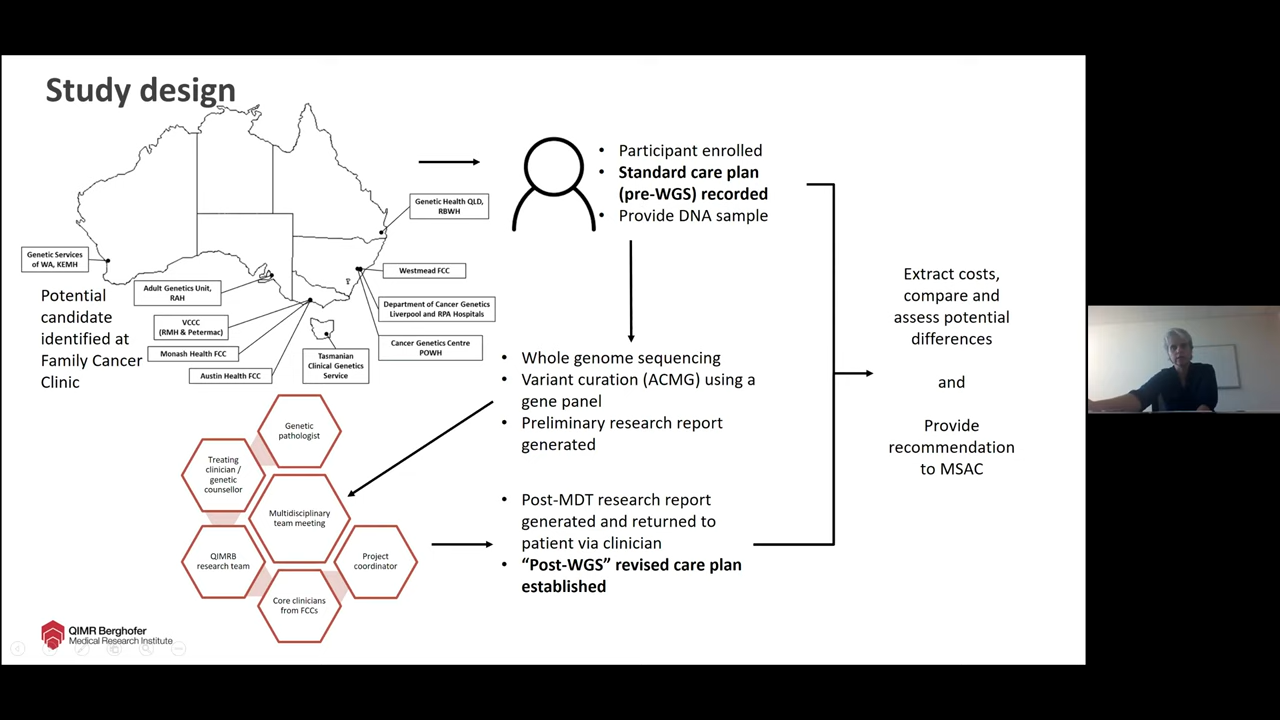 Study design
Genetic Health QLD,
RBWH
Genetic Services
of WA, KEMH
Westmead FCC
Adult Genetics Unit,
RAH
Department of Cancer Genetics
Liverpool and RPA Hospitals
VCCC
(RMH & Petermac)
Cancer Genetics Centre
POWH
Monash Health FCC
Tasmanian
Clinical Genetics
Service
Austin Health FCC
Potential
candidate
identified at
Family Cancer
Clinic
• Participant enrolled
• Standard care plan
(pre-WGS) recorded
• Provide DNA sample
• Whole genome sequencing
• Variant curation (ACMG) using a
gene panel
• Preliminary research report
generated
Genetic
pathologist
Treating
clinician /
genetic
counsellor
Multidisciplinary
team meeting
QIMRB
research team
Project
coordinator
Core clinicians
from FCCs
• Post-MDT research report
generated and returned to
patient via clinician
• “Post-WGS” revised care plan
established
Extract costs,
compare and
assess potential
differences
and
Provide
recommendation
to MSAC
QIMR Berghofer
Medical Research Institute